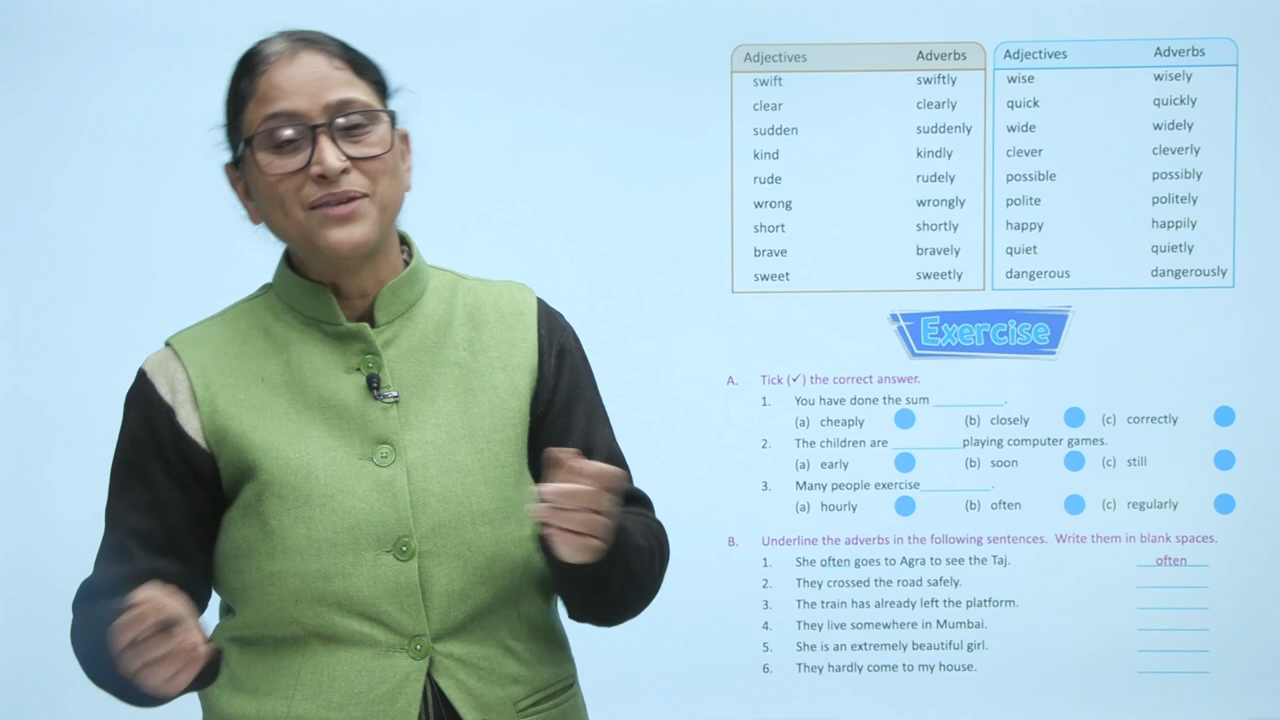 Adjectives Adverbs
swift swiftly
clear clearly
sudden suddenly
kind kindly
rude rudely
wrong wrongly
short shortly
brave bravely
sweet sweetly
Adjectives Adverbs
wise wisely
quick quickly
wide widely
clever cleverly
possible possibly
polite politely
happy happily
quiet quietly
dangerous dangerously
Exercise
A. Tick (✓) the correct answer.
1. You have done the sum ________.
(a) cheaply (b) closely (c) correctly
2. The children are ________ playing computer games.
(a) early (b) soon (c) still
3. Many people exercise ________.
(a) hourly (b) often (c) regularly
B. Underline the adverbs in the following sentences. Write them in blank spaces.
1. She often goes to Agra to see the Taj. often
2. They crossed the road safely. ________
3. The train has already left the platform. ________
4. They live somewhere in Mumbai. ________
5. She is an extremely beautiful girl. ________
6. They hardly come to my house. ________